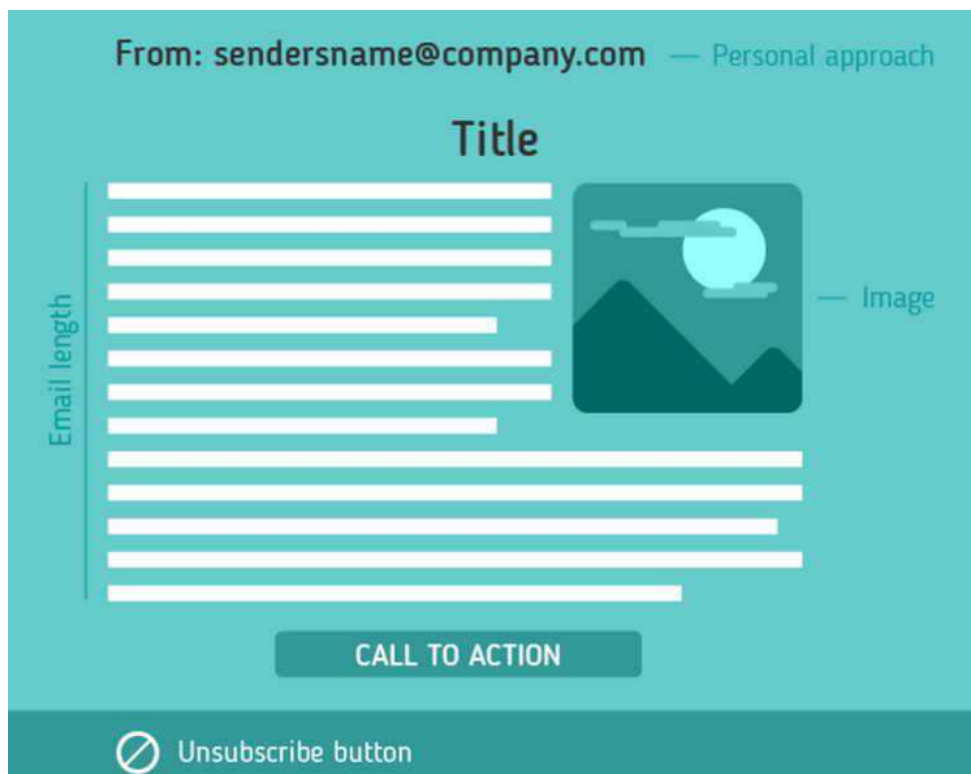 From: sendersname@company.com — Personal approach
Title
Email length
— Image
CALL TO ACTION
Unsubscribe button